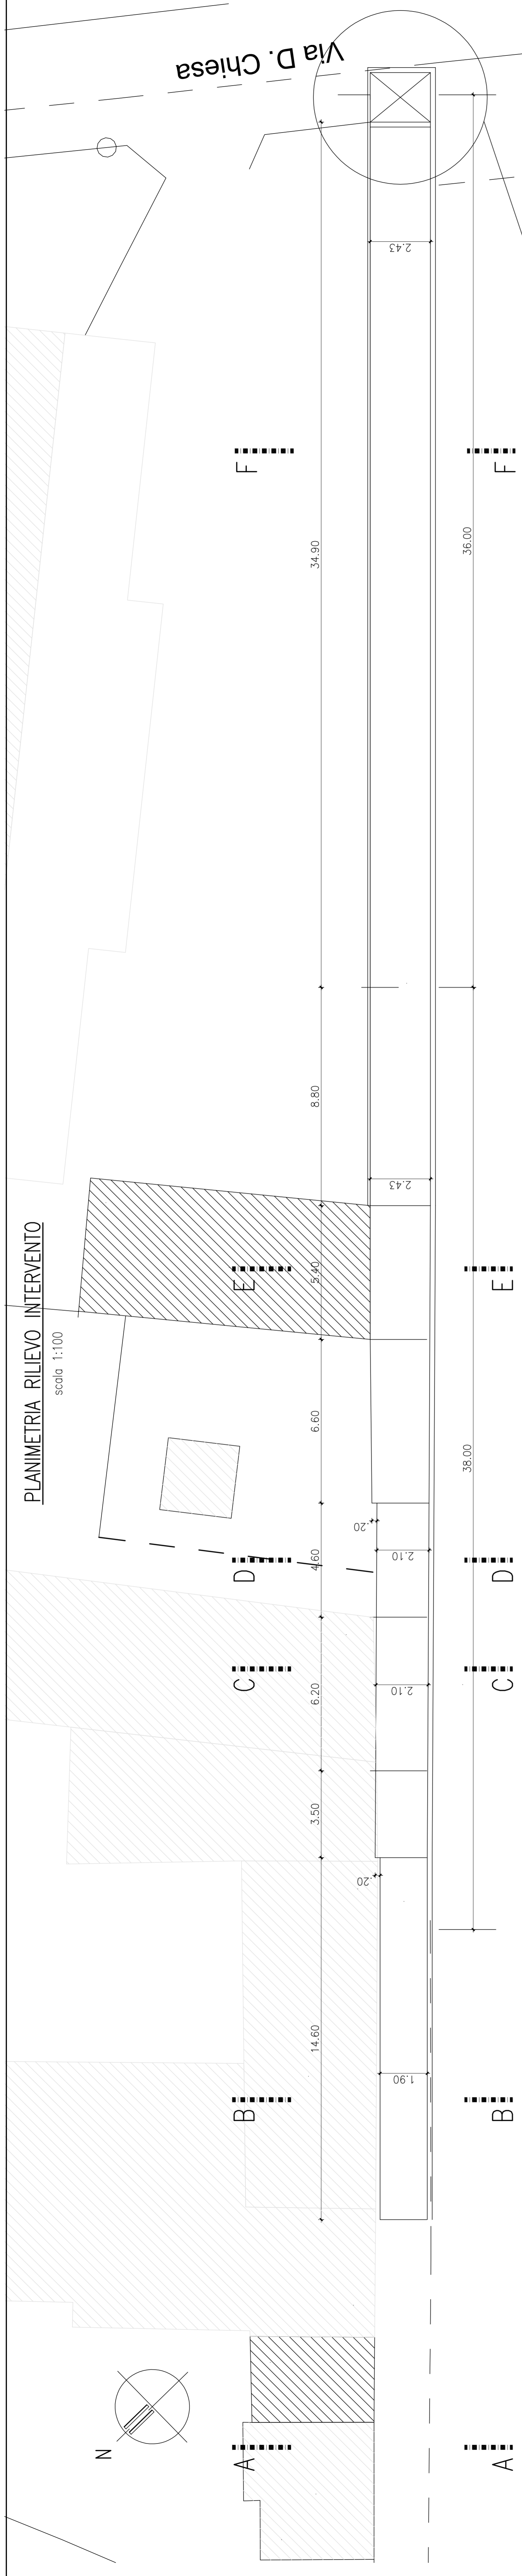 Via D. Chiesa
2.43
F
F
34.90
36.00
8.80
2.43
PLANIMETRIA RILIEVO INTERVENTO
scala 1:100
E
5.40
E
6.60
38.00
.20
D
4.60
2.10
D
C
6.20
2.10
C
3.50
.20
14.60
1.90
B
B
N
A
A